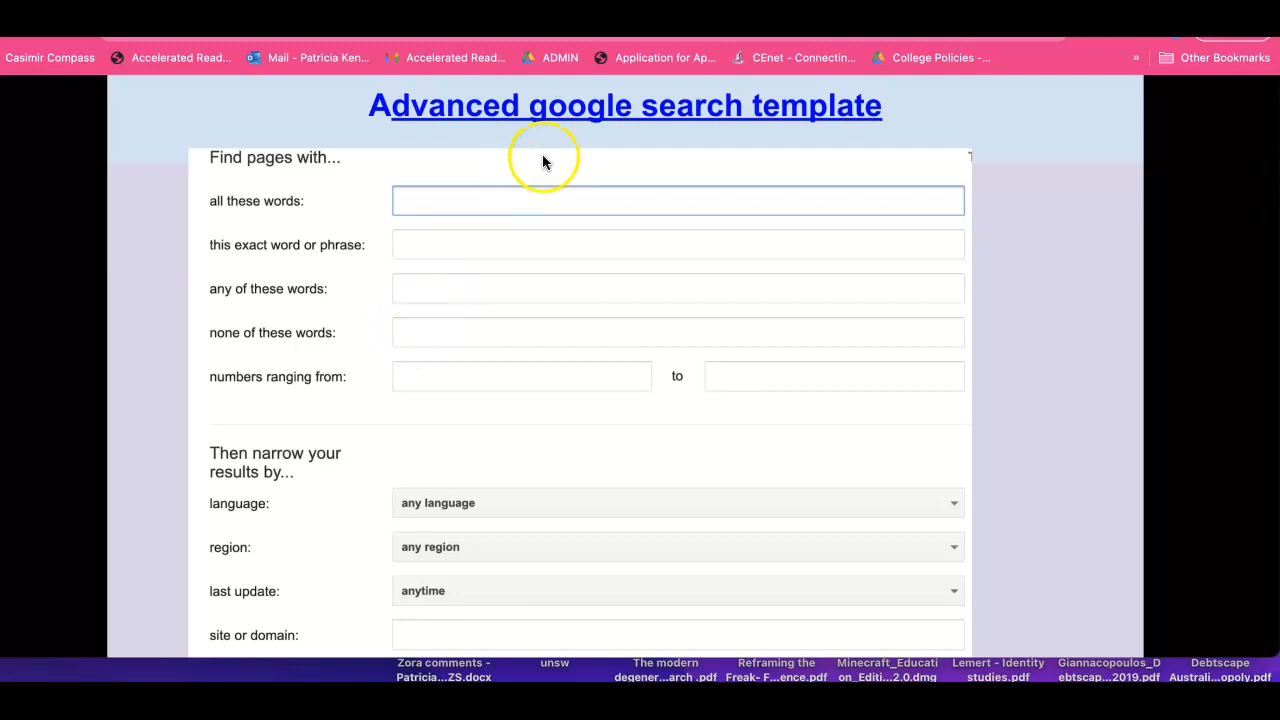 Casimir Compass Accelerated Read... Mail - Patricia Ken... Accelerated Read... ADMIN Application for Ap... CEnet - Connectin... College Policies -... » Other Bookmarks
Advanced google search template
Find pages with...
all these words:
this exact word or phrase:
any of these words:
none of these words:
numbers ranging from: to
Then narrow your
results by...
language: any language
region: any region
last update: anytime
site or domain:
Zora comments - unsw The modern Reframing the Minecraft_Educati Lemert - Identity Giannacopoulos_D Debtscape
Patricia...ZS.docx degener...arch .pdf Freak- F...ence.pdf on_Editi...2.0.dmg studies.pdf ebtscap...2019.pdf Australi...opoly.pdf